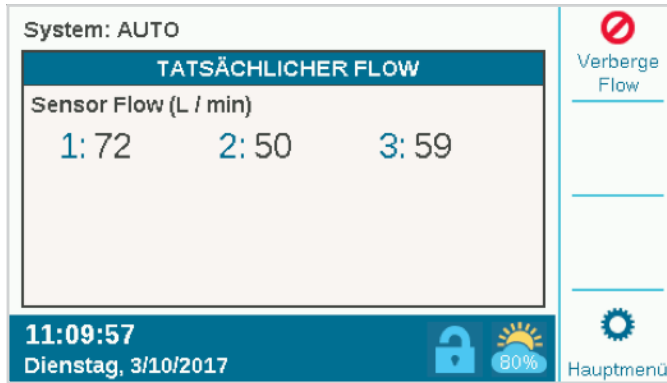 System: AUTO
TATSÄCHLICHER FLOW
Sensor Flow (L / min)
1: 72 2: 50 3: 59
11:09:57
Dienstag, 3/10/2017
80%
Verberge
Flow
Hauptmenü